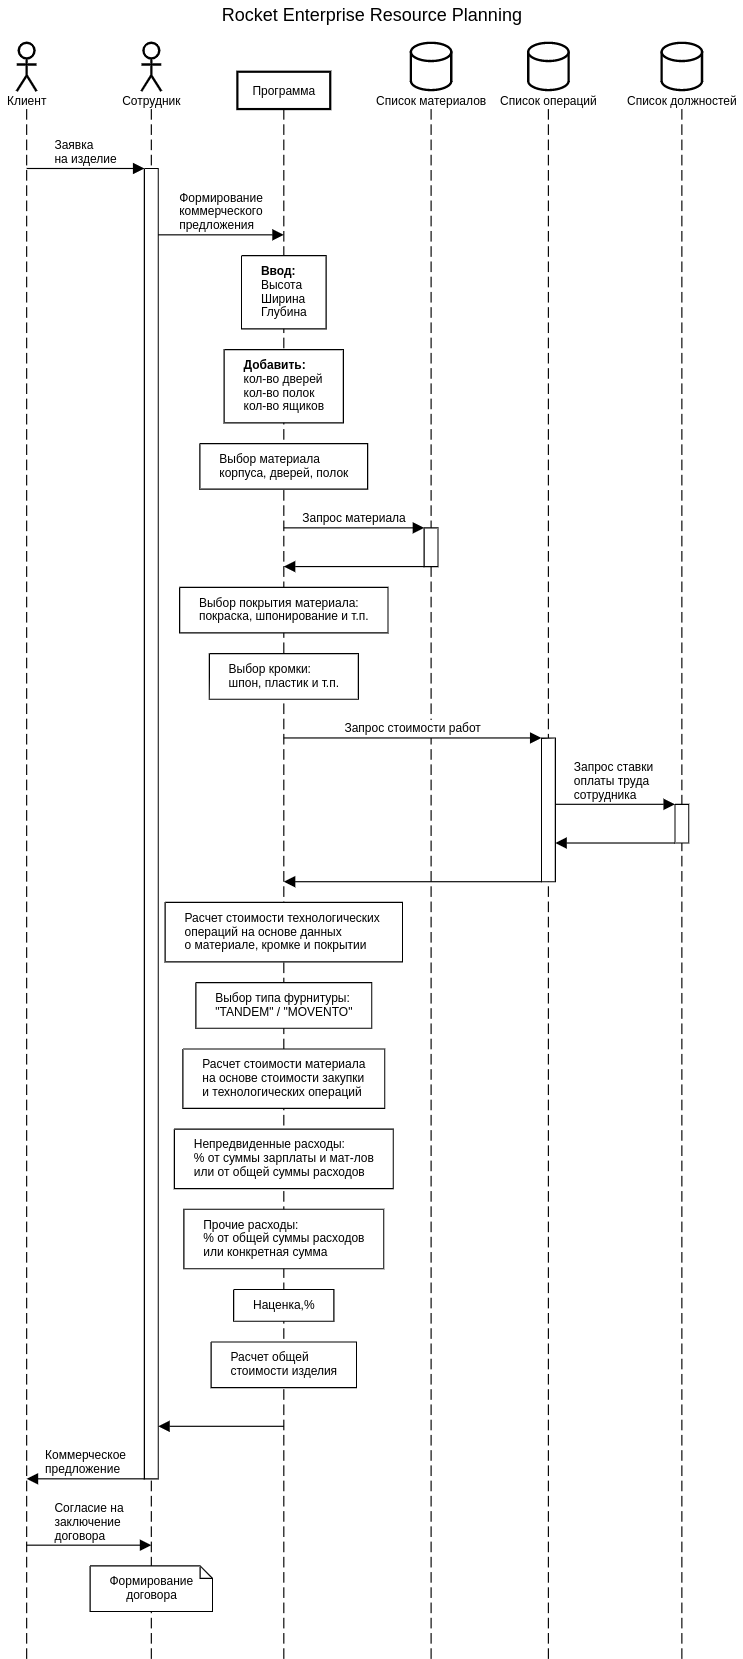 Rocket Enterprise Resource Planning
Клиент
Сотрудник
Программа
Список материалов
Список операций
Список должностей
Заявка
на изделие
Формирование
коммерческого
предложения
Ввод:
Высота
Ширина
Глубина
Добавить:
кол-во дверей
кол-во полок
кол-во ящиков
Выбор материала
корпуса, дверей, полок
Запрос материала
Выбор покрытия материала:
покраска, шпонирование и т.п.
Выбор кромки:
шпон, пластик и т.п.
Запрос стоимости работ
Запрос ставки
оплаты труда
сотрудника
Расчет стоимости технологических
операций на основе данных
о материале, кромке и покрытии
Выбор типа фурнитуры:
"TANDEM" / "MOVENTO"
Расчет стоимости материала
на основе стоимости закупки
и технологических операций
Непредвиденные расходы:
% от суммы зарплаты и мат-лов
или от общей суммы расходов
Прочие расходы:
% от общей суммы расходов
или конкретная сумма
Наценка,%
Расчет общей
стоимости изделия
Коммерческое
предложение
Согласие на
заключение
договора
Формирование
договора